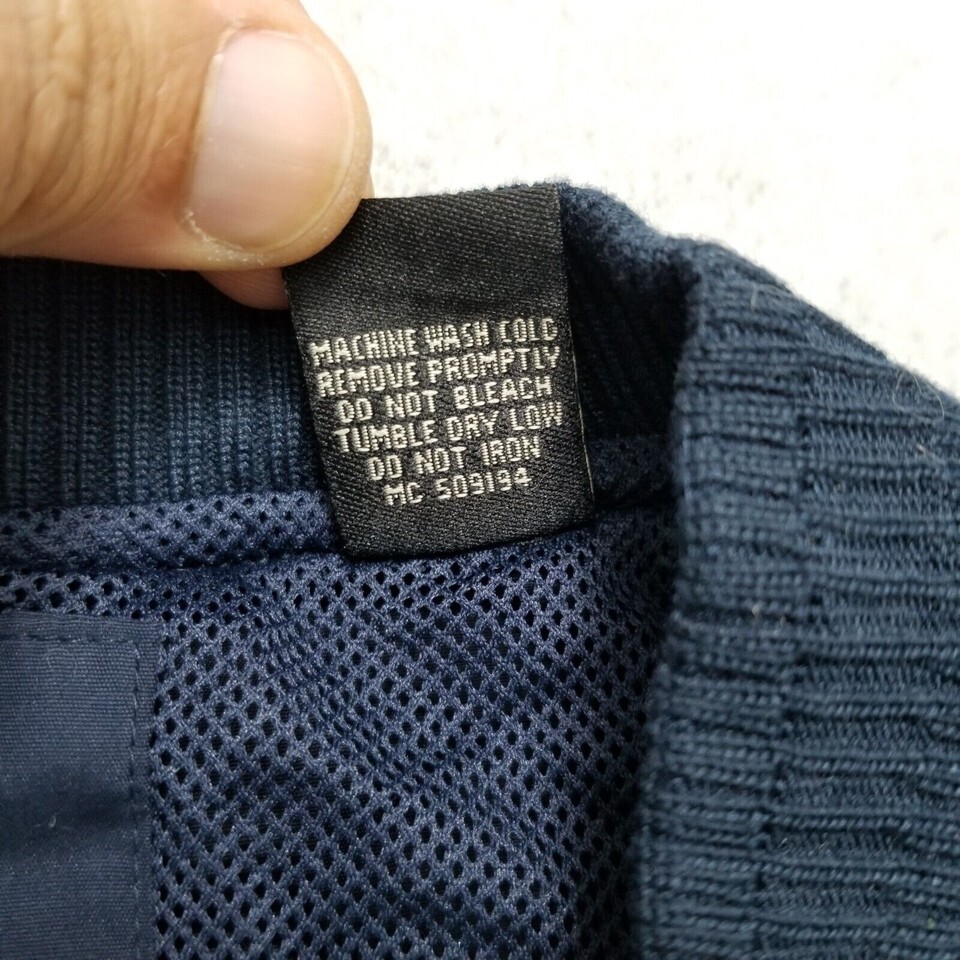 MACHINE WASH COLD
REMOVE PROMPTLY
DO NOT BLEACH
TUMBLE DRY LOW
DO NOT IRON
MC 509194